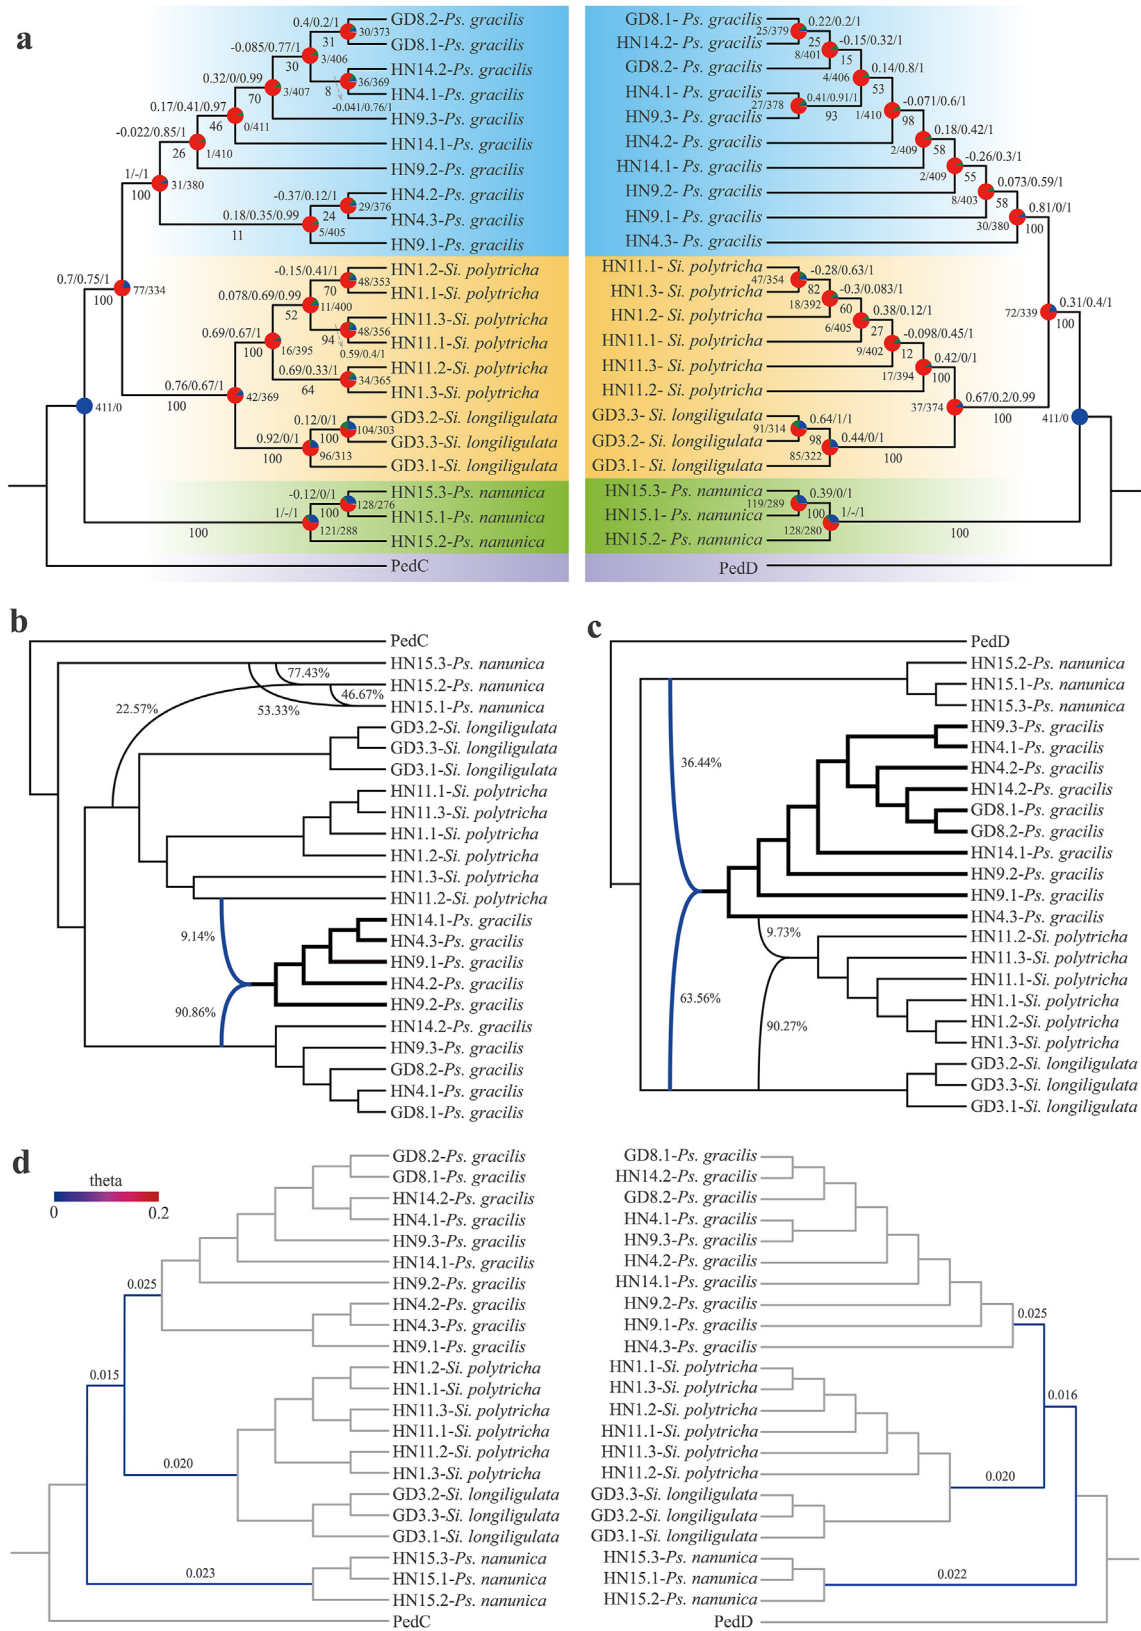 a
GD8.2-Ps. gracilis
GD8.1-Ps. gracilis
HN14.2-Ps. gracilis
HN4.1-Ps. gracilis
HN9.3-Ps. gracilis
HN14.1-Ps. gracilis
HN9.2-Ps. gracilis
HN4.2-Ps. gracilis
HN4.3-Ps. gracilis
HN9.1-Ps. gracilis
HN1.2-Si. polytricha
HN1.1-Si. polytricha
HN11.3-Si. polytricha
HN11.1-Si. polytricha
HN11.2-Si. polytricha
HN1.3-Si. polytricha
GD3.2-Si. longiligulata
GD3.3-Si. longiligulata
GD3.1-Si. longiligulata
HN15.3-Ps. nanunica
HN15.1-Ps. nanunica
HN15.2-Ps. nanunica
PedC
0.4/0.2/1
31
30/373
-0.085/0.77/1
30
3/406
8
36/369
-0.041/0.76/1
0.32/0/0.99
70
3/407
0.17/0.41/0.97
46
0/411
-0.022/0.85/1
26
1/410
1/-/1
100
31/380
-0.37/0.12/1
24
29/376
0.18/0.35/0.99
11
5/405
0.7/0.75/1
100
77/334
-0.15/0.41/1
70
48/353
0.078/0.69/0.99
52
11/400
94
48/356
0.59/0.4/1
0.69/0.67/1
100
16/395
0.69/0.33/1
64
34/365
0.76/0.67/1
100
42/369
0.12/0/1
100
104/303
0.92/0/1
100
96/313
411/0
-0.12/0/1
100
128/276
1/-/1
100
121/288
GD8.1-Ps. gracilis
HN14.2- Ps. gracilis
GD8.2- Ps. gracilis
HN4.1- Ps. gracilis
HN9.3- Ps. gracilis
HN4.2- Ps. gracilis
HN14.1- Ps. gracilis
HN9.2- Ps. gracilis
HN9.1- Ps. gracilis
HN4.3- Ps. gracilis
HN11.1- Si. polytricha
HN1.3- Si. polytricha
HN1.2- Si. polytricha
HN11.1- Si. polytricha
HN11.3- Si. polytricha
HN11.2- Si. polytricha
GD3.3- Si. longiligulata
GD3.2- Si. longiligulata
GD3.1- Si. longiligulata
HN15.3- Ps. nanunica
HN15.1- Ps. nanunica
HN15.2- Ps. nanunica
PedD
0.22/0.2/1
25/379
25
-0.15/0.32/1
8/401
15
0.14/0.8/1
4/406
53
0.41/0.91/1
27/378
93
-0.071/0.6/1
1/410
98
0.18/0.42/1
2/409
58
-0.26/0.3/1
2/409
55
0.073/0.59/1
8/403
58
0.81/0/1
30/380
100
-0.28/0.63/1
47/354
82
-0.3/0.083/1
18/392
60
0.38/0.12/1
6/405
27
-0.098/0.45/1
9/402
12
0.42/0/1
17/394
100
0.67/0.2/0.99
37/374
0.31/0.4/1
72/339
100
411/0
0.64/1/1
91/314
98
0.44/0/1
85/322
100
0.39/0/1
119/289
100
1/-/1
128/280
100
b
PedC
HN15.3-Ps. nanunica
HN15.2-Ps. nanunica
HN15.1-Ps. nanunica
GD3.2-Si. longiligulata
GD3.3-Si. longiligulata
GD3.1-Si. longiligulata
HN11.1-Si. polytricha
HN11.3-Si. polytricha
HN1.1-Si. polytricha
HN1.2-Si. polytricha
HN1.3-Si. polytricha
HN11.2-Si. polytricha
HN14.1-Ps. gracilis
HN4.3-Ps. gracilis
HN9.1-Ps. gracilis
HN4.2-Ps. gracilis
HN9.2-Ps. gracilis
HN14.2-Ps. gracilis
HN9.3-Ps. gracilis
GD8.2-Ps. gracilis
HN4.1-Ps. gracilis
GD8.1-Ps. gracilis
77.43%
46.67%
22.57%
53.33%
9.14%
90.86%
c
PedD
HN15.2-Ps. nanunica
HN15.1-Ps. nanunica
HN15.3-Ps. nanunica
HN9.3-Ps. gracilis
HN4.1-Ps. gracilis
HN4.2-Ps. gracilis
HN14.2-Ps. gracilis
GD8.1-Ps. gracilis
GD8.2-Ps. gracilis
HN14.1-Ps. gracilis
HN9.2-Ps. gracilis
HN9.1-Ps. gracilis
HN4.3-Ps. gracilis
HN11.2-Si. polytricha
HN11.3-Si. polytricha
HN11.1-Si. polytricha
HN1.1-Si. polytricha
HN1.2-Si. polytricha
HN1.3-Si. polytricha
GD3.2-Si. longiligulata
GD3.3-Si. longiligulata
GD3.1-Si. longiligulata
36.44%
9.73%
63.56%
90.27%
d
theta
0
0.2
GD8.2-Ps. gracilis
GD8.1-Ps. gracilis
HN14.2-Ps. gracilis
HN4.1-Ps. gracilis
HN9.3-Ps. gracilis
HN14.1-Ps. gracilis
HN9.2-Ps. gracilis
HN4.2-Ps. gracilis
HN4.3-Ps. gracilis
HN9.1-Ps. gracilis
HN1.2-Si. polytricha
HN1.1-Si. polytricha
HN11.3-Si. polytricha
HN11.1-Si. polytricha
HN11.2-Si. polytricha
HN1.3-Si. polytricha
GD3.2-Si. longiligulata
GD3.3-Si. longiligulata
GD3.1-Si. longiligulata
HN15.3-Ps. nanunica
HN15.1-Ps. nanunica
HN15.2-Ps. nanunica
PedC
0.025
0.015
0.020
0.023
GD8.1-Ps. gracilis
HN14.2-Ps. gracilis
GD8.2-Ps. gracilis
HN4.1-Ps. gracilis
HN9.3-Ps. gracilis
HN4.2-Ps. gracilis
HN14.1-Ps. gracilis
HN9.2-Ps. gracilis
HN9.1-Ps. gracilis
HN4.3-Ps. gracilis
HN1.1-Si. polytricha
HN1.3-Si. polytricha
HN1.2-Si. polytricha
HN11.1-Si. polytricha
HN11.3-Si. polytricha
HN11.2-Si. polytricha
GD3.3-Si. longiligulata
GD3.2-Si. longiligulata
GD3.1-Si. longiligulata
HN15.3-Ps. nanunica
HN15.1-Ps. nanunica
HN15.2-Ps. nanunica
PedD
0.025
0.016
0.020
0.022